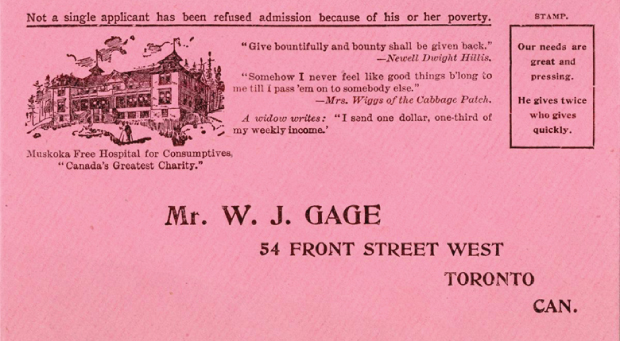 Not a single applicant has been refused admission because of his or her poverty.
"Give bountifully and bounty shall be given back."
—Newell Dwight Hillis.
"Somehow I never feel like good things b'long to
me till I pass 'em on to somebody else."
—Mrs. Wiggs of the Cabbage Patch.
A widow writes: "I send one dollar, one-third of
my weekly income.'
Muskoka Free Hospital for Consumptives,
"Canada's Greatest Charity."
STAMP.
Our needs are
great and
pressing.
He gives twice
who gives
quickly.
Mr. W. J. GAGE
54 FRONT STREET WEST
TORONTO
CAN.